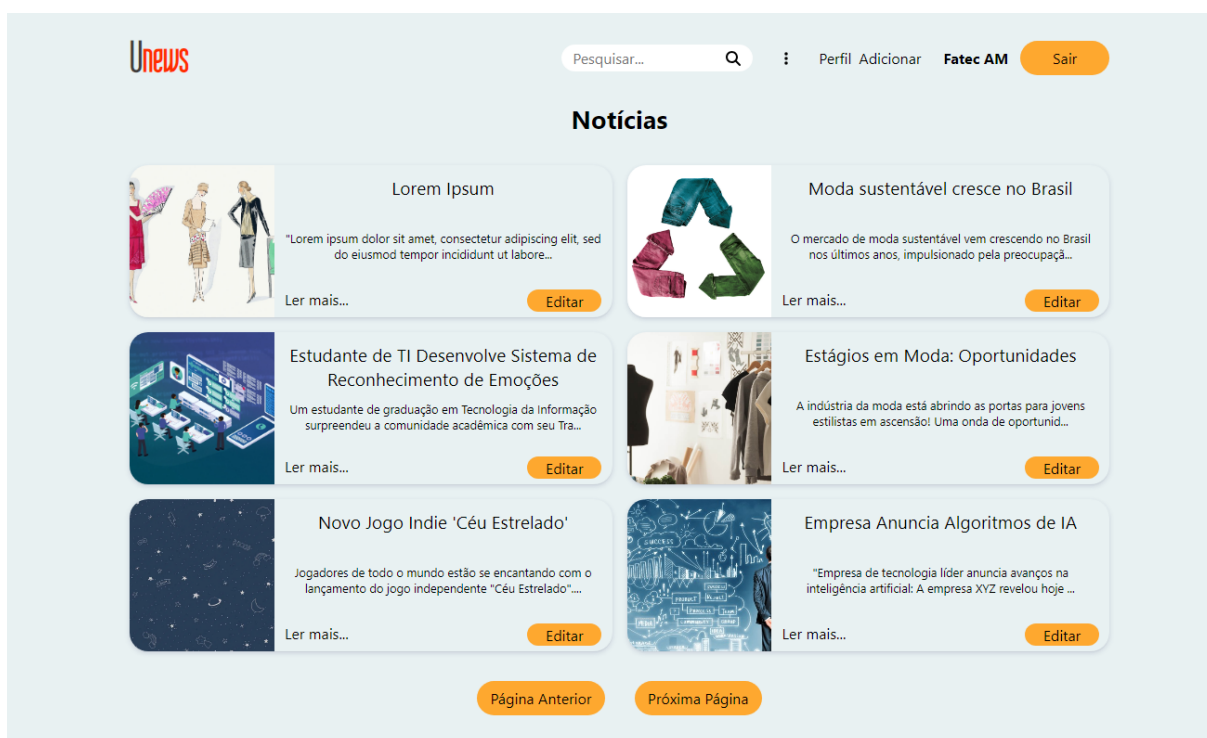 Unews
Pesquisar...
Perfil Adicionar Fatec AM Sair
Notícias
Lorem Ipsum
"Lorem ipsum dolor sit amet, consectetur adipiscing elit, sed
do eiusmod tempor incididunt ut labore...
Ler mais... Editar
Moda sustentável cresce no Brasil
O mercado de moda sustentável vem crescendo no Brasil
nos últimos anos, impulsionado pela preocupaçã...
Ler mais... Editar
Estudante de TI Desenvolve Sistema de
Reconhecimento de Emoções
Um estudante de graduação em Tecnologia da Informação
surpreendeu a comunidade acadêmica com seu Tra...
Ler mais... Editar
Estágios em Moda: Oportunidades
A indústria da moda está abrindo as portas para jovens
estilistas em ascensão! Uma onda de oportunid...
Ler mais... Editar
Novo Jogo Indie 'Céu Estrelado'
Jogadores de todo o mundo estão se encantando com o
lançamento do jogo independente "Céu Estrelado"....
Ler mais... Editar
SUCCESS
PRODUCT
PROJECT
Empresa Anuncia Algoritmos de IA
"Empresa de tecnologia líder anuncia avanços na
inteligência artificial: A empresa XYZ revelou hoje ...
Ler mais... Editar
Página Anterior Próxima Página